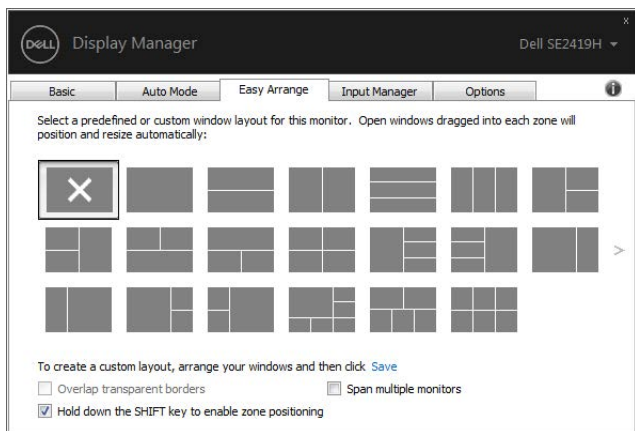 x
DELL Display Manager Dell SE2419H
Basic Auto Mode Easy Arrange Input Manager Options i
Select a predefined or custom window layout for this monitor. Open windows dragged into each zone will
position and resize automatically:
>
To create a custom layout, arrange your windows and then click Save
Overlap transparent borders Span multiple monitors
Hold down the SHIFT key to enable zone positioning